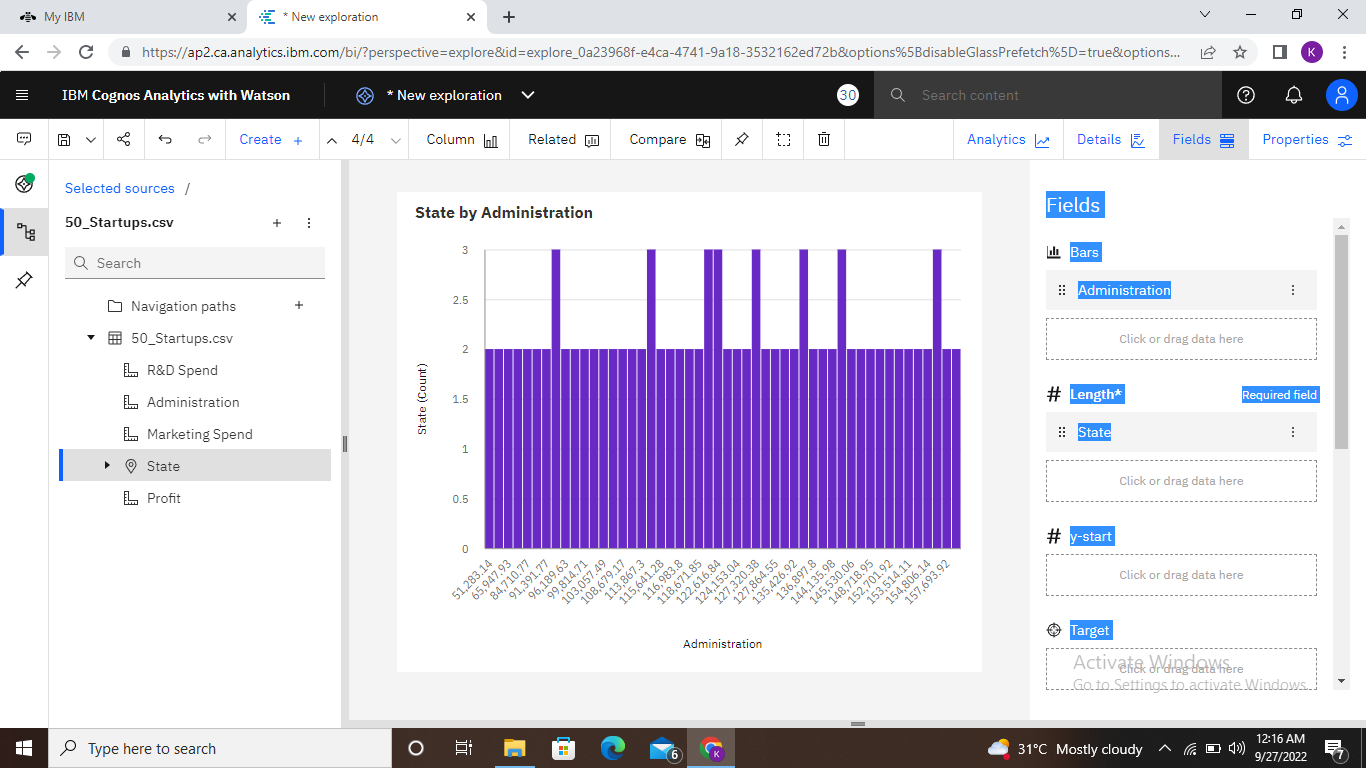 My IBM
* New exploration
https://ap2.ca.analytics.ibm.com/bi/?perspective=explore&id=explore_0a23968f-e4ca-4741-9a18-3532162ed72b&options%5BdisableGlassPrefetch%5D=true&options...
K
IBM Cognos Analytics with Watson
* New exploration
30
Search content
Create
4/4
Column
Related
Compare
Analytics
Details
Fields
Properties
Selected sources /
50_Startups.csv
Search
Navigation paths
50_Startups.csv
R&D Spend
Administration
Marketing Spend
State
Profit
State by Administration
State (Count)
3
2.5
2
1.5
1
0.5
0
51,283.14
65,947.93
84,710.77
91,391.77
96,189.63
99,814.71
103,057.49
108,679.17
113,867.3
115,641.28
116,983.8
118,671.85
122,616.84
124,153.04
127,320.38
127,864.55
135,426.92
136,897.8
144,135.98
145,530.06
148,718.95
152,701.92
153,514.11
154,806.14
157,693.92
Administration
Fields
Bars
Administration
Click or drag data here
Length*
Required field
State
Click or drag data here
y-start
Click or drag data here
Target
Click or drag data here
Activate Windows
Go to Settings to activate Windows.
Type here to search
6
K
31°C Mostly cloudy
12:16 AM
9/27/2022
7